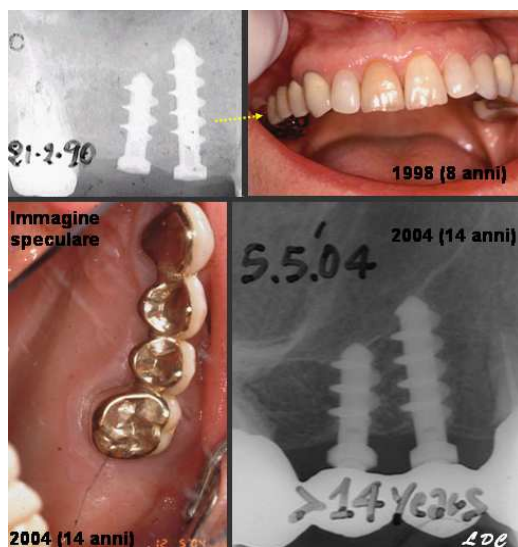 21-2-90
1998 (8 anni)
Immagine
speculare
2004 (14 anni)
2004 (14 anni)
5.5.'04
>14 years
LDC